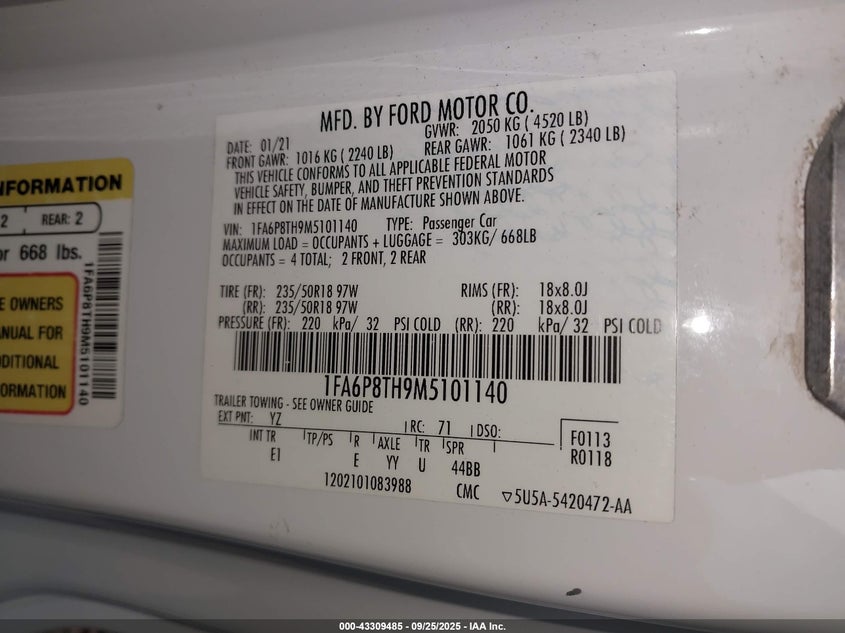 MFD. BY FORD MOTOR CO.
DATE: 01/21 GVWR: 2050 KG ( 4520 LB)
FRONT GAWR: 1016 KG ( 2240 LB) REAR GAWR: 1061 KG ( 2340 LB)
THIS VEHICLE CONFORMS TO ALL APPLICABLE FEDERAL MOTOR
VEHICLE SAFETY, BUMPER, AND THEFT PREVENTION STANDARDS
IN EFFECT ON THE DATE OF MANUFACTURE SHOWN ABOVE.
VIN: 1FA6P8TH9M5101140 TYPE: Passenger Car
MAXIMUM LOAD = OCCUPANTS + LUGGAGE = 303KG/ 668LB
OCCUPANTS = 4 TOTAL; 2 FRONT, 2 REAR
TIRE (FR): 235/50R18 97W RIMS (FR): 18x8.0J
(RR): 235/50R18 97W (RR): 18x8.0J
PRESSURE (FR): 220 kPa/ 32 PSI COLD (RR): 220 kPa/ 32 PSI COLD
1FA6P8TH9M5101140
TRAILER TOWING - SEE OWNER GUIDE
EXT PNT: YZ RC: 71 DSO:
INT TR TP/PS R AXLE TR SPR F0113
E1 E YY U 44BB R0118
1202101083988 CMC ▽5U5A-5420472-AA
NFORMATION
2 REAR: 2
or 668 lbs.
E OWNERS
ANUAL FOR
DDITIONAL
FORMATION
1FA6P8TH9M5101140
000-43309485 - 09/25/2025 - IAA Inc.